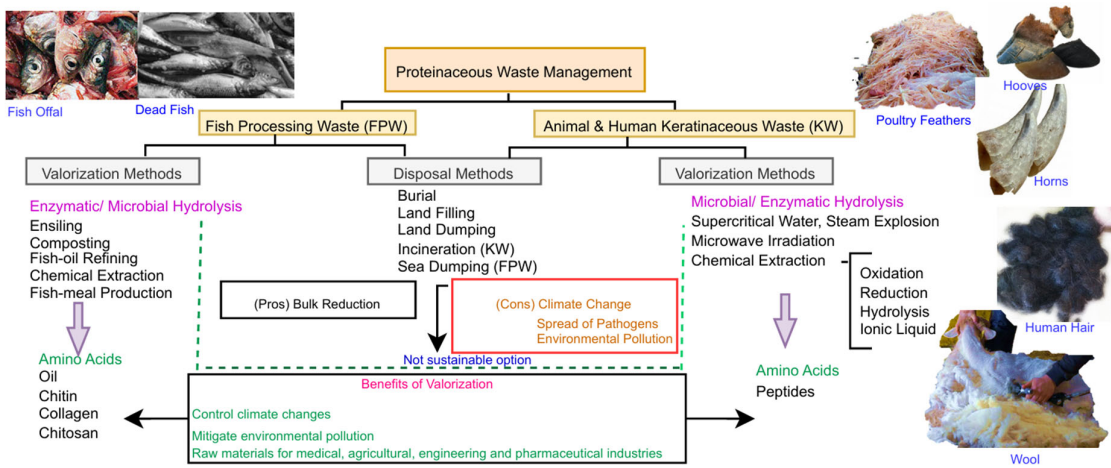 Fish Offal
Dead Fish
Proteinaceous Waste Management
Poultry Feathers
Hooves
Horns
Fish Processing Waste (FPW)
Animal & Human Keratinaceous Waste (KW)
Valorization Methods
Disposal Methods
Valorization Methods
Enzymatic/ Microbial Hydrolysis
Ensiling
Composting
Fish-oil Refining
Chemical Extraction
Fish-meal Production
Burial
Land Filling
Land Dumping
Incineration (KW)
Sea Dumping (FPW)
Microbial/ Enzymatic Hydrolysis
Supercritical Water, Steam Explosion
Microwave Irradiation
Chemical Extraction
Oxidation
Reduction
Hydrolysis
Ionic Liquid
Human Hair
(Pros) Bulk Reduction
(Cons) Climate Change
Spread of Pathogens
Environmental Pollution
Not sustainable option
Amino Acids
Oil
Chitin
Collagen
Chitosan
Benefits of Valorization
Control climate changes
Mitigate environmental pollution
Raw materials for medical, agricultural, engineering and pharmaceutical industries
Amino Acids
Peptides
Wool